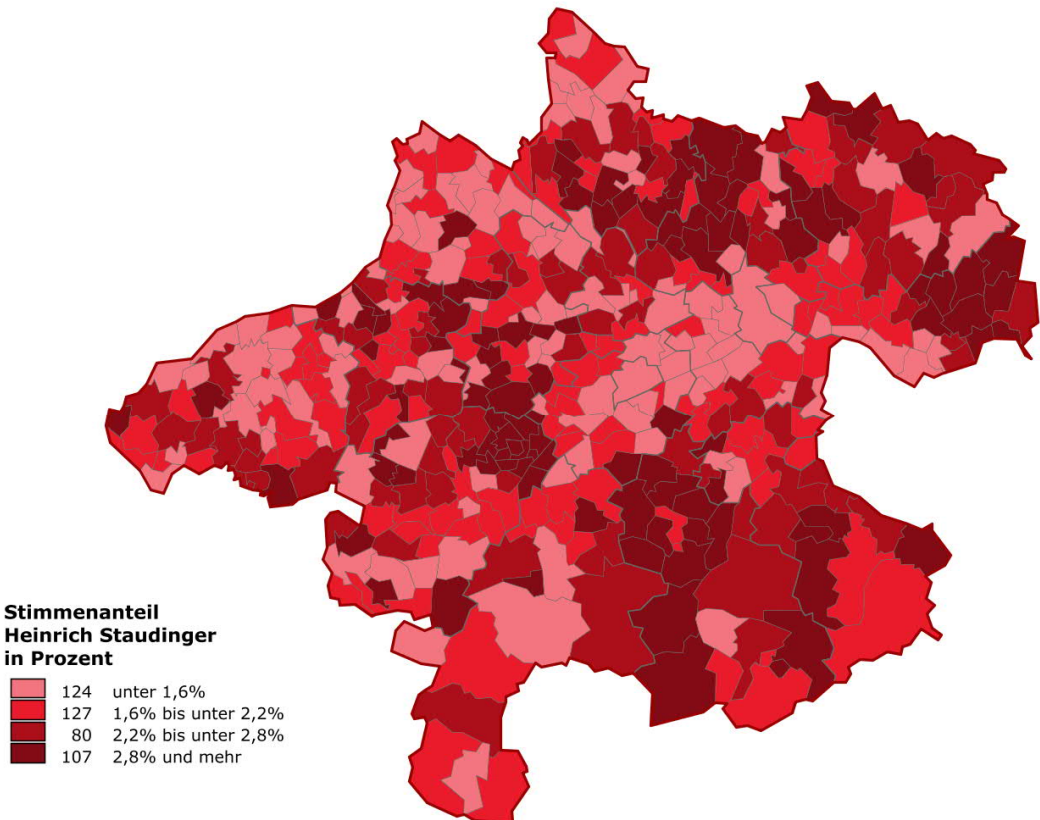 Stimmenanteil
Heinrich Staudinger
in Prozent
124 unter 1,6%
127 1,6% bis unter 2,2%
80 2,2% bis unter 2,8%
107 2,8% und mehr